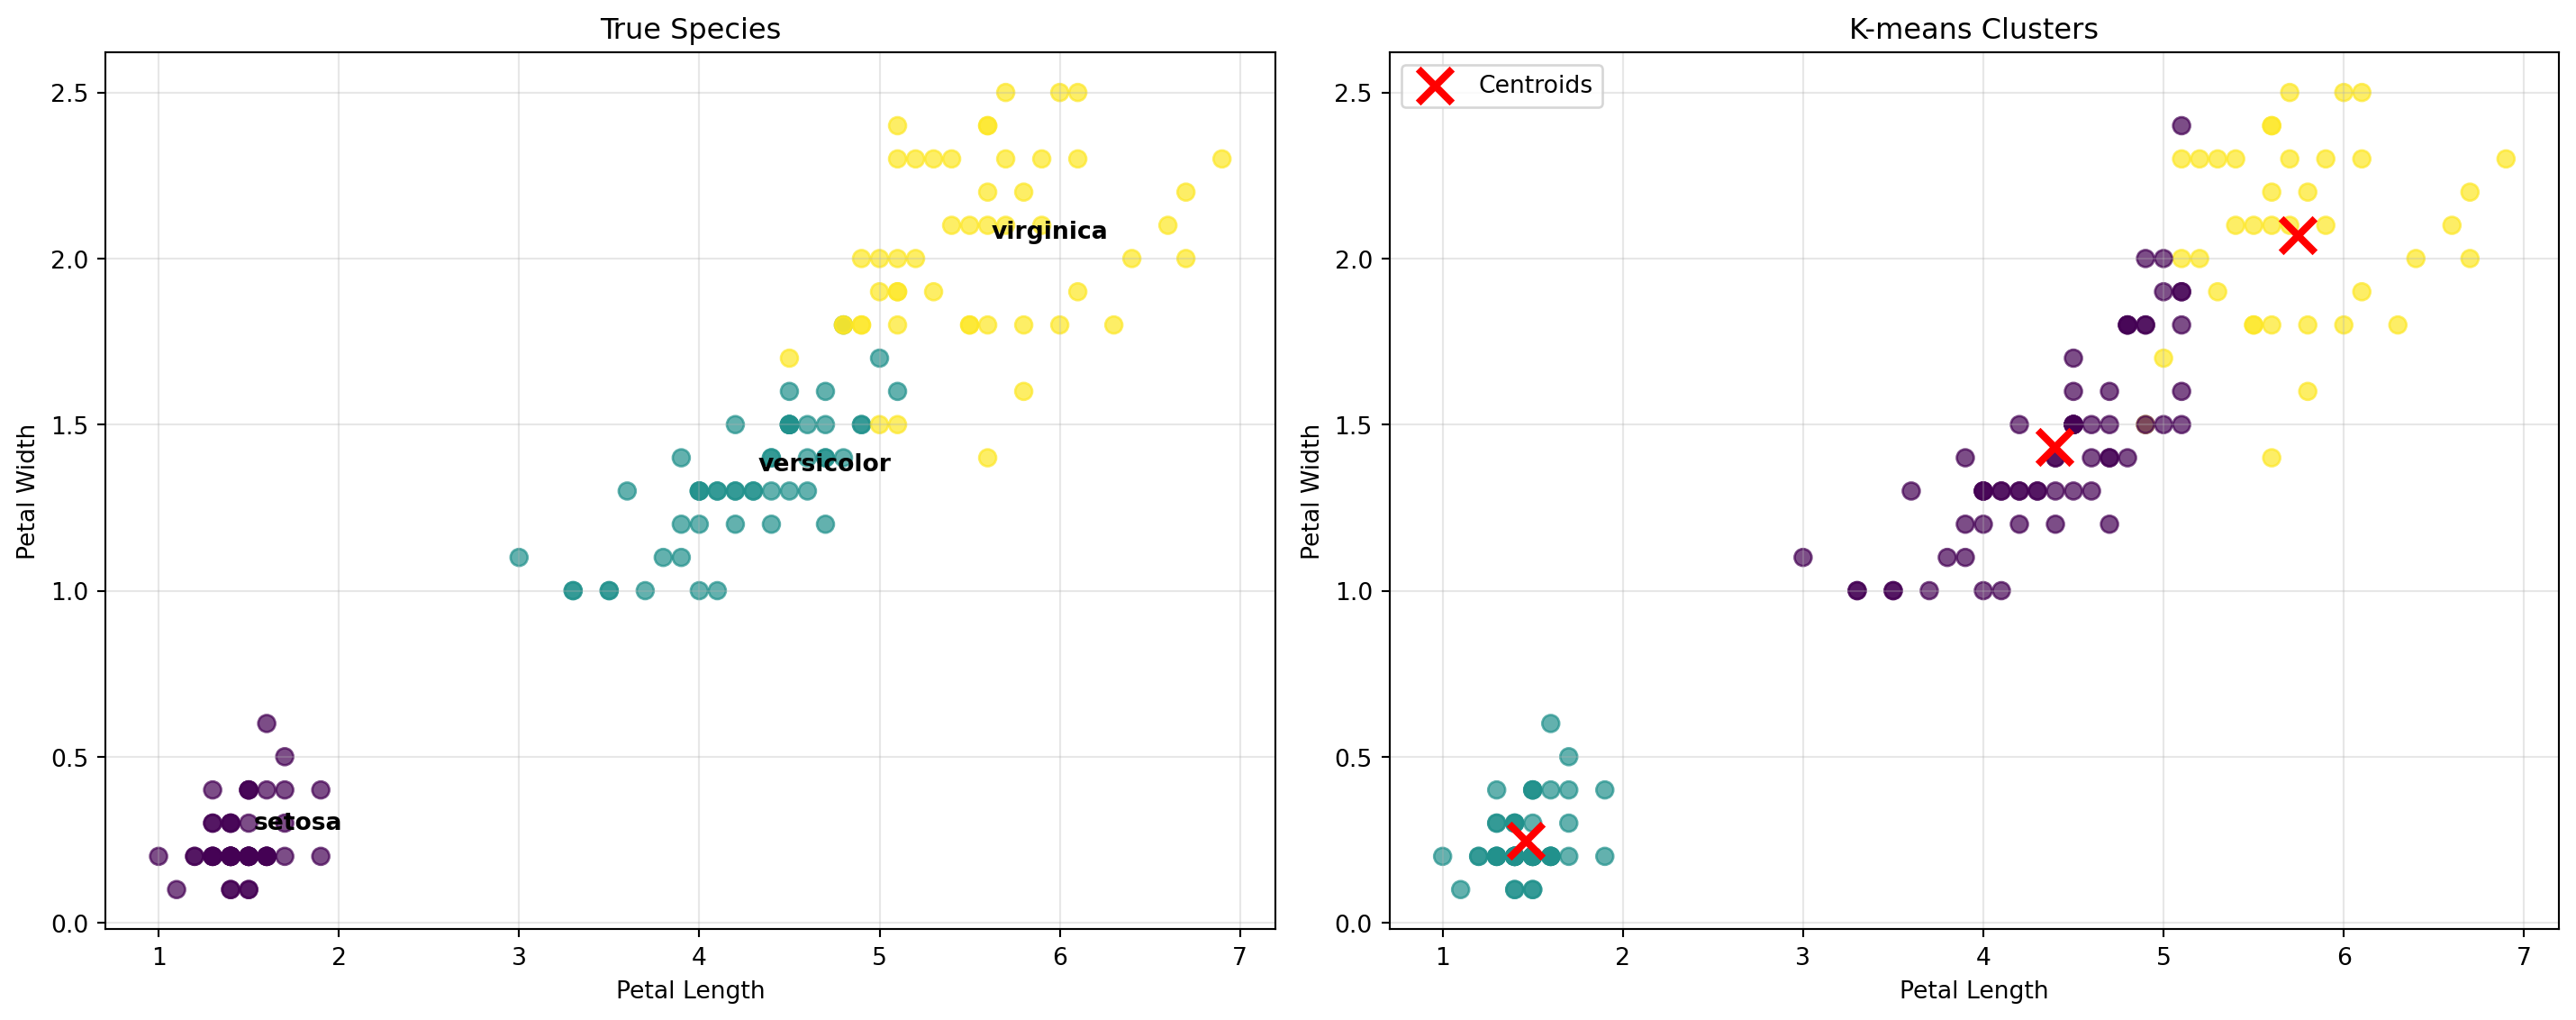 True Species
2.5
2.0
1.5
1.0
0.5
0.0
Petal Width
virginica
versicolor
setosa
1 2 3 4 5 6 7
Petal Length
K-means Clusters
Centroids
2.5
2.0
1.5
1.0
0.5
0.0
Petal Width
1 2 3 4 5 6 7
Petal Length